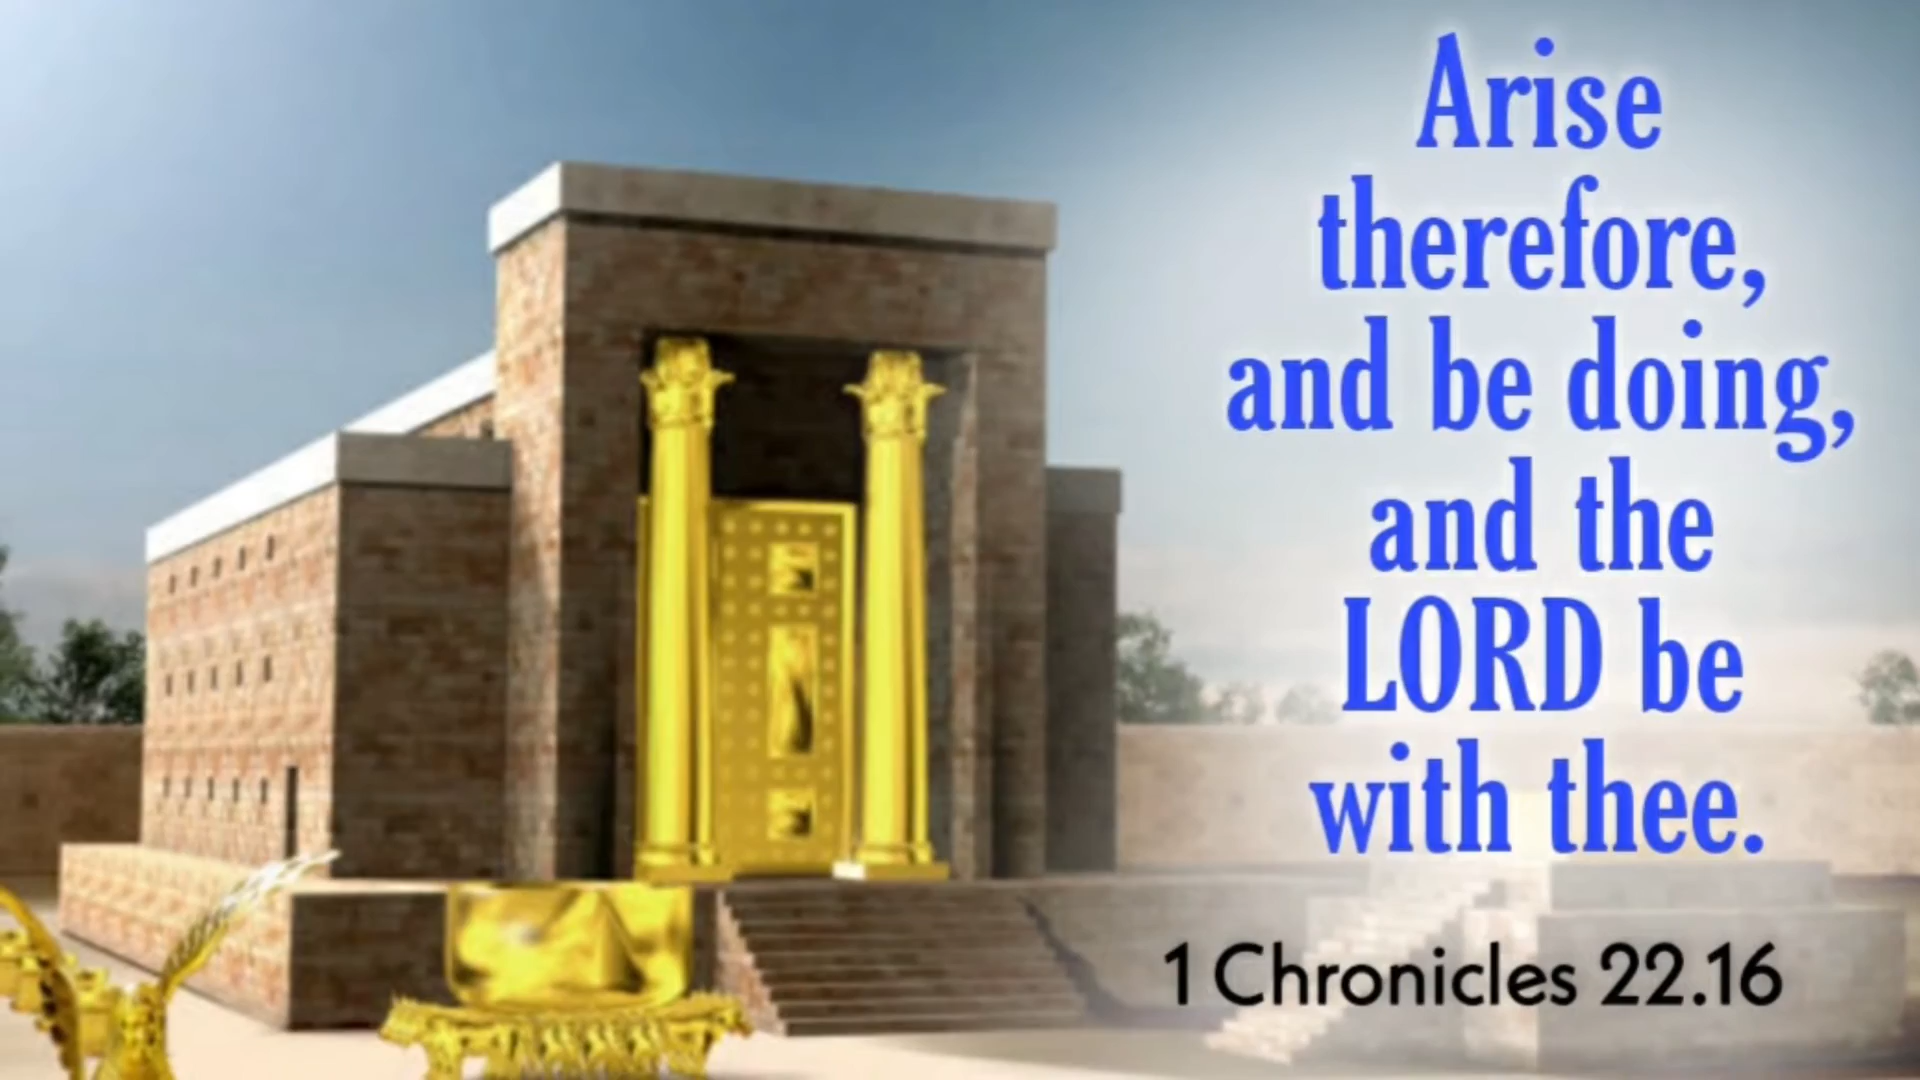 Arise
therefore,
and be doing,
and the
LORD be
with thee.
1 Chronicles 22.16